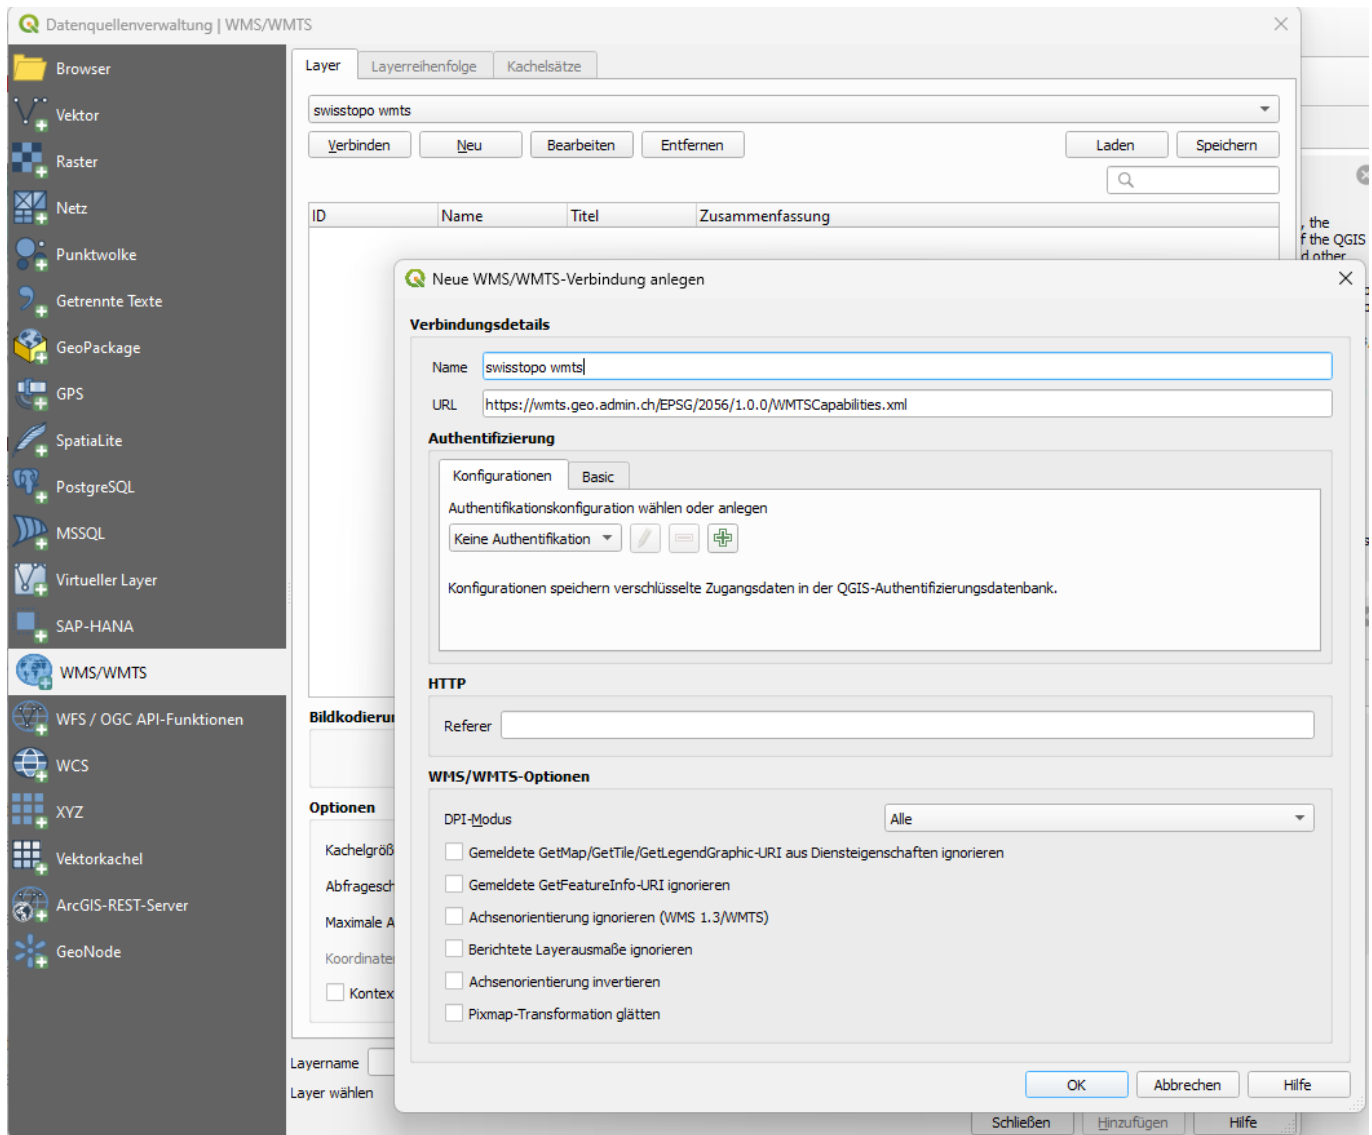 Datenquellenverwaltung | WMS/WMTS
Browser
Vektor
Raster
Netz
Punktwolke
Getrennte Texte
GeoPackage
GPS
SpatiaLite
PostgreSQL
MSSQL
Virtueller Layer
SAP-HANA
WMS/WMTS
WFS / OGC API-Funktionen
WCS
XYZ
Vektorkachel
ArcGIS-REST-Server
GeoNode
Layer Layerreihenfolge Kachelsätze
swisstopo wmts
Verbinden Neu Bearbeiten Entfernen Laden Speichern
ID Name Titel Zusammenfassung
, the
f the QGIS
d other
Neue WMS/WMTS-Verbindung anlegen
Verbindungsdetails
Name swisstopo wmts
URL https://wmts.geo.admin.ch/EPSG/2056/1.0.0/WMTSCapabilities.xml
Authentifizierung
Konfigurationen Basic
Authentifikationskonfiguration wählen oder anlegen
Keine Authentifikation
Konfigurationen speichern verschlüsselte Zugangsdaten in der QGIS-Authentifizierungsdatenbank.
HTTP
Referer
WMS/WMTS-Optionen
DPI-Modus Alle
Gemeldete GetMap/GetTile/GetLegendGraphic-URI aus Diensteigenschaften ignorieren
Gemeldete GetFeatureInfo-URI ignorieren
Achsenorientierung ignorieren (WMS 1.3/WMTS)
Berichtete Layerausmaße ignorieren
Achsenorientierung invertieren
Pixmap-Transformation glätten
OK Abbrechen Hilfe
Bildkodierun
Optionen
Kachelgröß
Abfragesch
Maximale A
Koordinate
Kontex
Layername
Layer wählen
Schließen Hinzufügen Hilfe